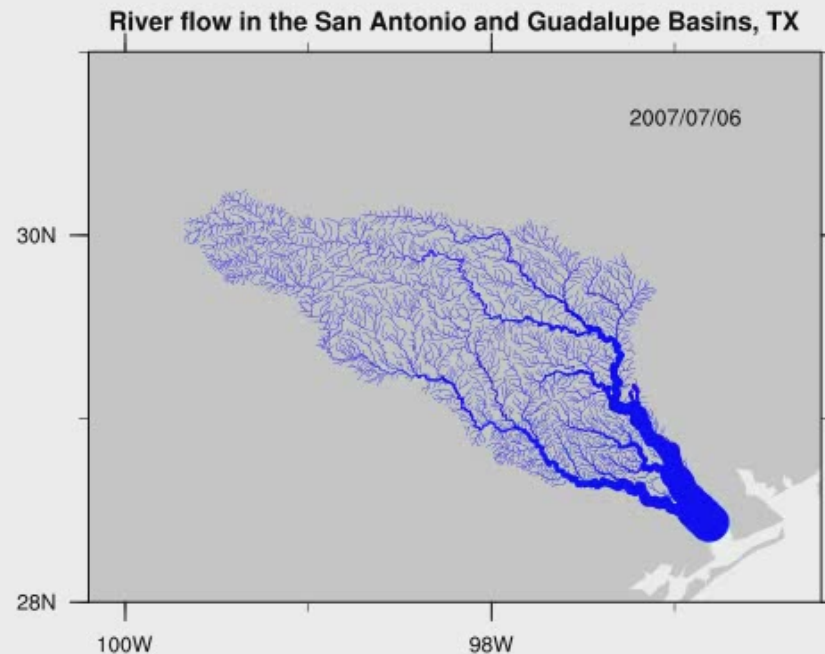 River flow in the San Antonio and Guadalupe Basins, TX
2007/07/06
30N
28N
100W
98W